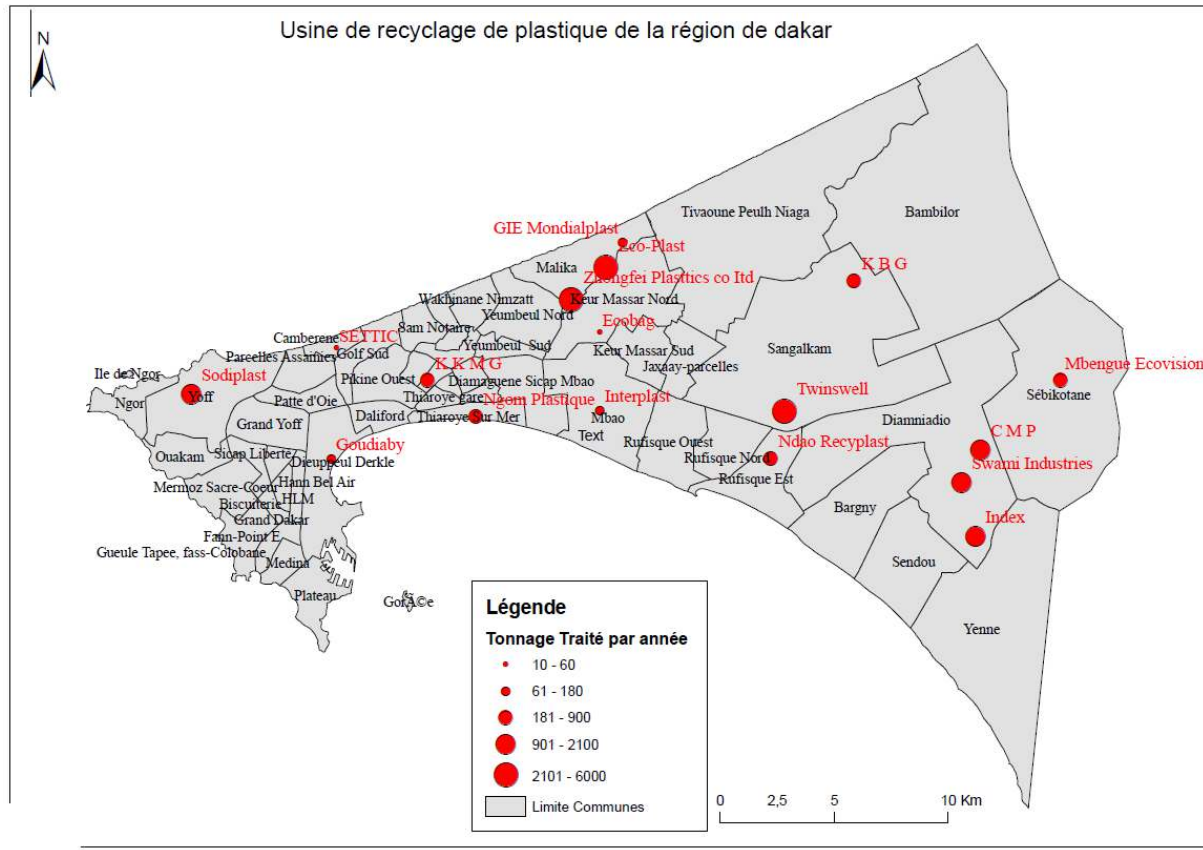 Usine de recyclage de plastique de la région de dakar
N
Tivaoune Peulh Niaga
Bambilor
GIE Mondialplast
Eco-Plast
Malika
K B G
Zhongfei Plasttics co ltd
Wakhinane Nimzatt
Keur Massar Nord
Yeumbeul Nord
Sam Notaire
Ecobag
Camberene
SETTIC
Yeumbeul Sud
Keur Massar Sud
Sangalkam
Parcelles Assainies
Golf Sud
Jaxaay-parcelles
Mbengue Ecovision
Ile de Ngor
Sodiplast
Pikine Ouest
K K M G
Diamaguene Sicap Mbao
Sébikotane
Ngor
Yoff
Patte d'Oie
Thiaroye gare
Ngom Plastique
Interplast
Twinswell
Daliford
Thiaroye Sur Mer
Mbao
Diamniadio
Grand Yoff
Text
C M P
Goudiaby
Rufisque Ouest
Ndao Recyplast
Ouakam
Sicap Liberte
Dieuppeul Derkle
Rufisque Nord
Swami Industries
Mermoz Sacre-Coeur
Hann Bel Air
Rufisque Est
Biscuiterie
HLM
Bargny
Grand Dakar
Index
Fann-Point E
Gueule Tapee, fass-Colobane
Medina
Sendou
Plateau
GorÃ©e
Yenne
Légende
Tonnage Traité par année
10 - 60
61 - 180
181 - 900
901 - 2100
2101 - 6000
Limite Communes
0 2,5 5 10 Km